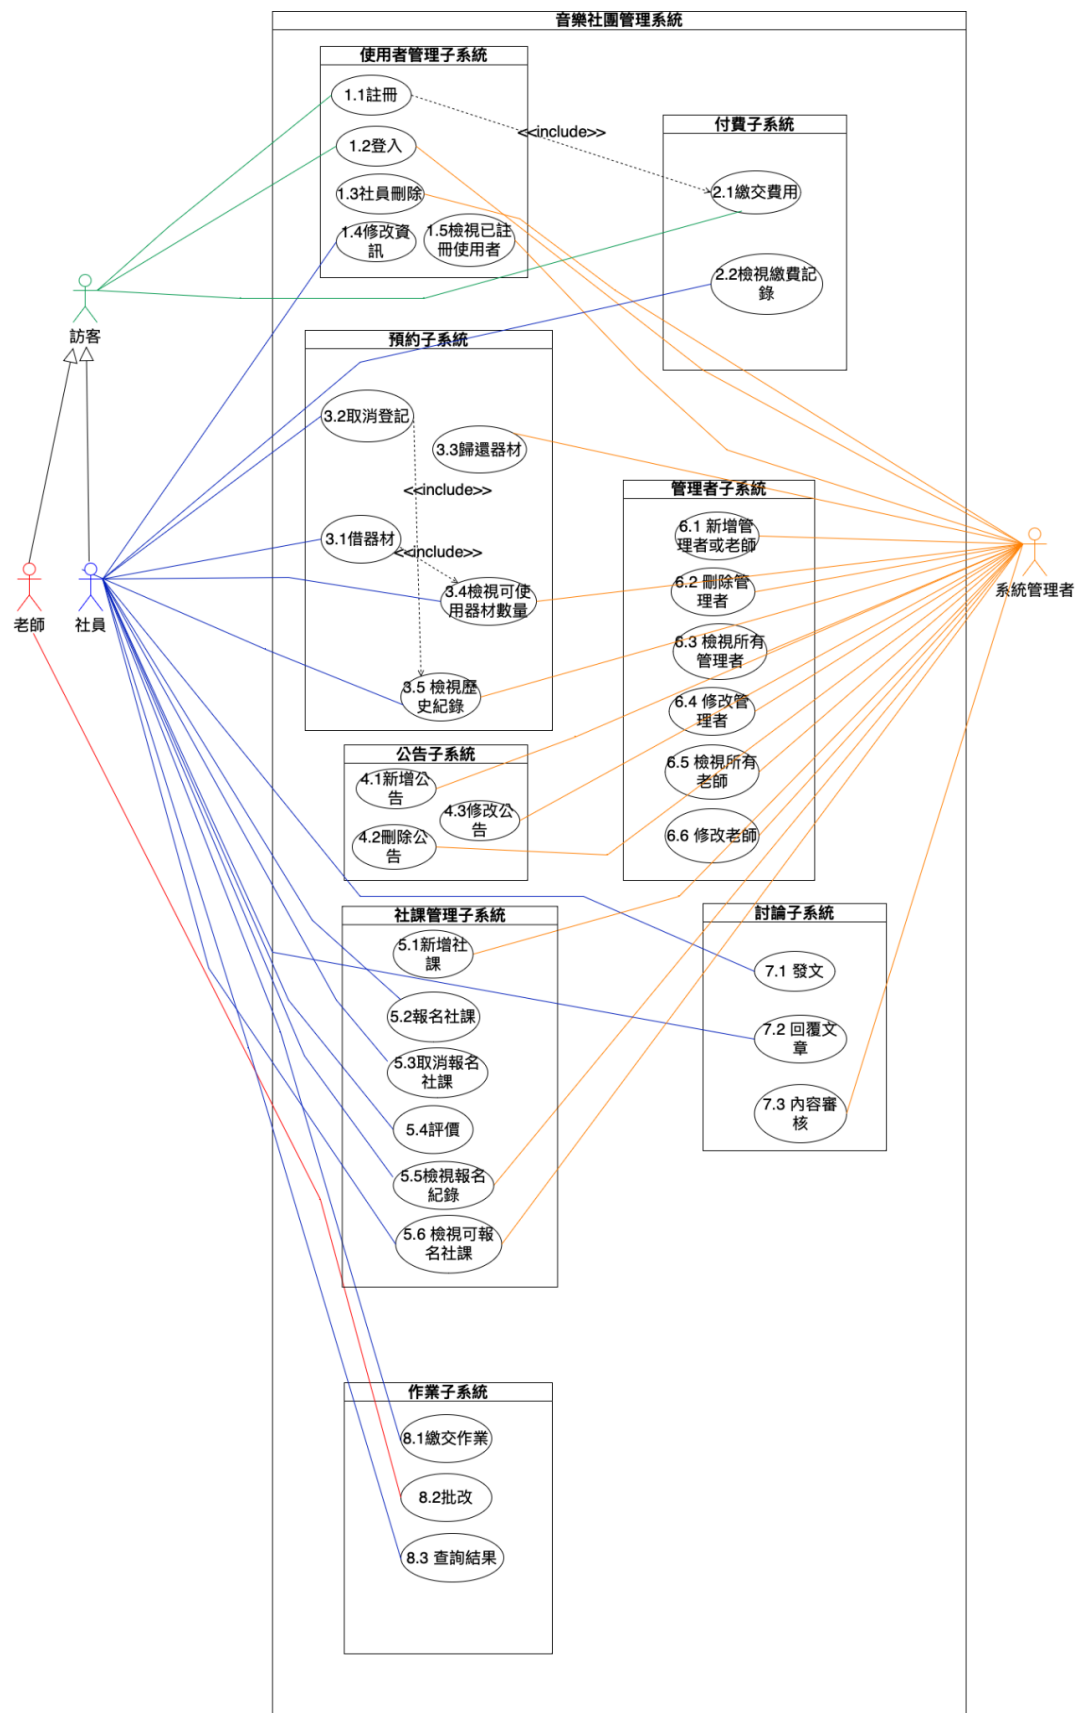 音樂社團管理系統
使用者管理子系統
1.1註冊
<<include>>
1.2登入
1.3社員刪除
1.4修改資
訊
1.5檢視已註
冊使用者
付費子系統
2.1繳交費用
2.2檢視繳費記
錄
訪客
預約子系統
3.2取消登記
3.3歸還器材
<<include>>
3.1借器材
<<include>>
3.4檢視可使
用器材數量
3.5 檢視歷
史紀錄
管理者子系統
6.1 新增管
理者或老師
6.2 刪除管
理者
6.3 檢視所有
管理者
6.4 修改管
理者
6.5 檢視所有
老師
6.6 修改老師
系統管理者
老師
社員
公告子系統
4.1新增公
告
4.3修改公
告
4.2刪除公
告
社課管理子系統
5.1新增社
課
5.2報名社課
5.3取消報名
社課
5.4評價
5.5檢視報名
紀錄
5.6 檢視可報
名社課
討論子系統
7.1 發文
7.2 回覆文
章
7.3 內容審
核
作業子系統
8.1繳交作業
8.2批改
8.3 查詢結果